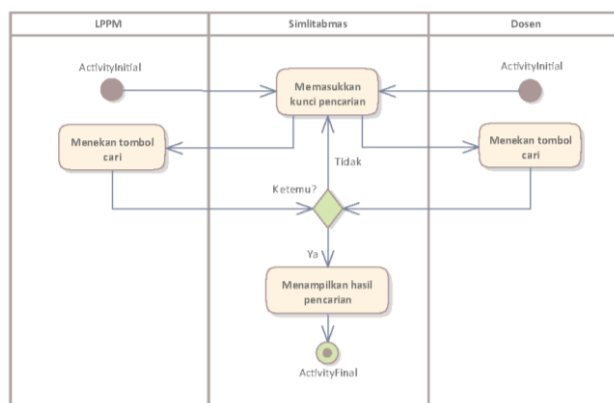 LPPM
Simlitabmas
Dosen
ActivityInitial
ActivityInitial
Memasukkan
kunci pencarian
Menekan tombol
cari
Menekan tombol
cari
Tidak
Ketemu?
Ya
Menampilkan hasil
pencarian
ActivityFinal